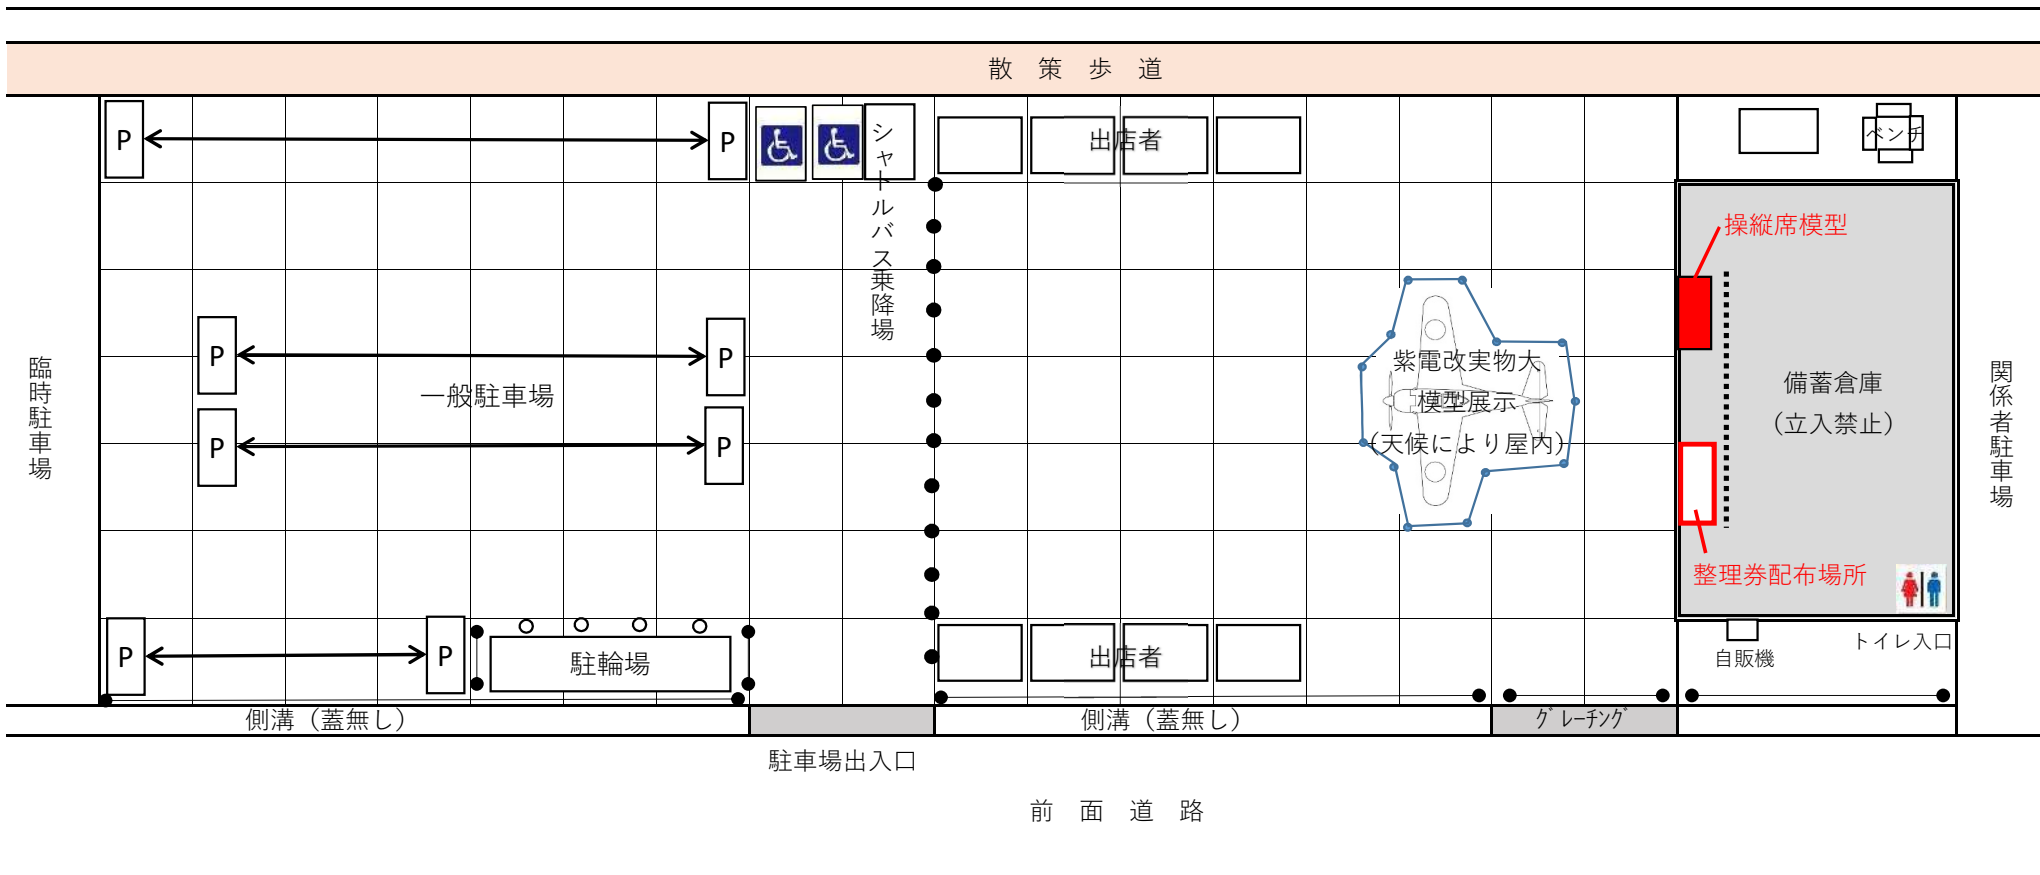 散策歩道
P
P
シャトルバス乗降場
出店者
ベンチ
操縦席模型
臨時駐車場
P
P
一般駐車場
P
P
紫電改実物大
模型展示
(天候により屋内)
備蓄倉庫
(立入禁止)
関係者駐車場
整理券配布場所
P
P
駐輪場
出店者
自販機
トイレ入口
側溝(蓋無し)
側溝(蓋無し)
ｸﾞﾚｰﾁﾝｸﾞ
駐車場出入口
前面道路